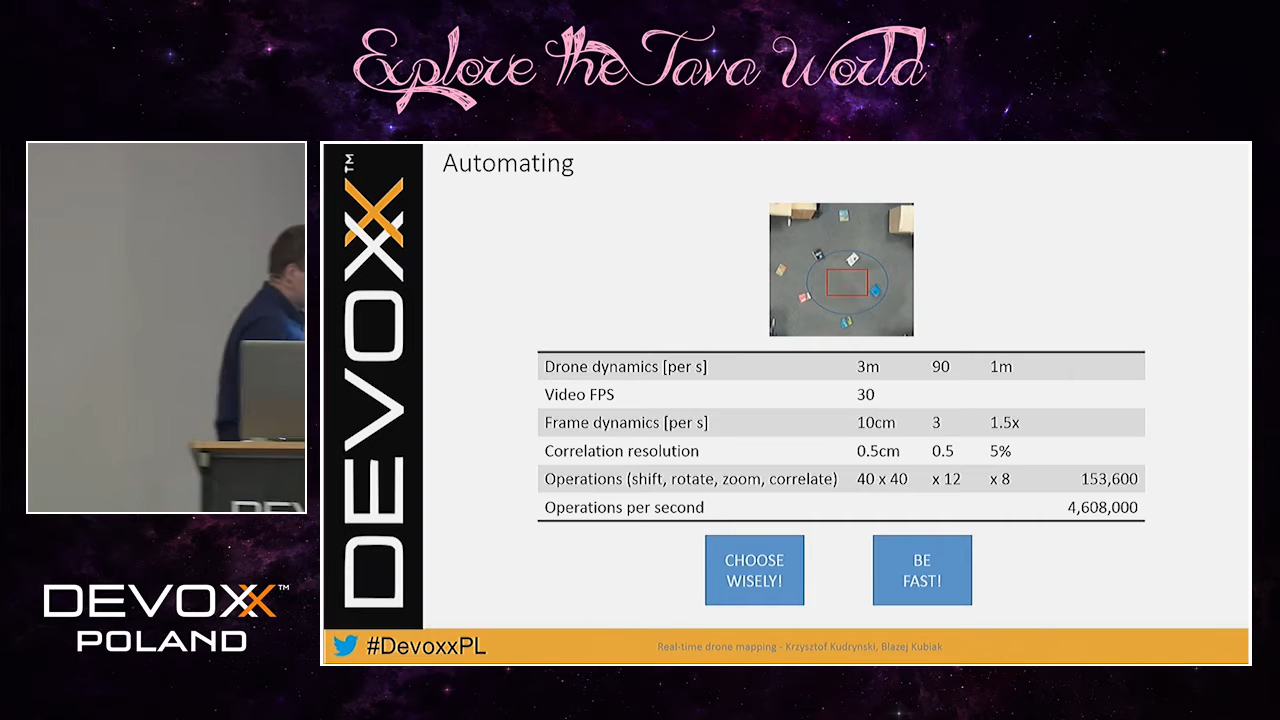 Explore the Java World
DEVOXX™
Automating
Drone dynamics [per s] 3m 90 1m
Video FPS 30
Frame dynamics [per s] 10cm 3 1.5x
Correlation resolution 0.5cm 0.5 5%
Operations (shift, rotate, zoom, correlate) 40 x 40 x 12 x 8 153,600
Operations per second 4,608,000
CHOOSE
WISELY!
BE
FAST!
#DevoxxPL
Real-time drone mapping - Krzysztof Kudrynski, Blazej Kubiak
DEV
DEVOXX™
POLAND